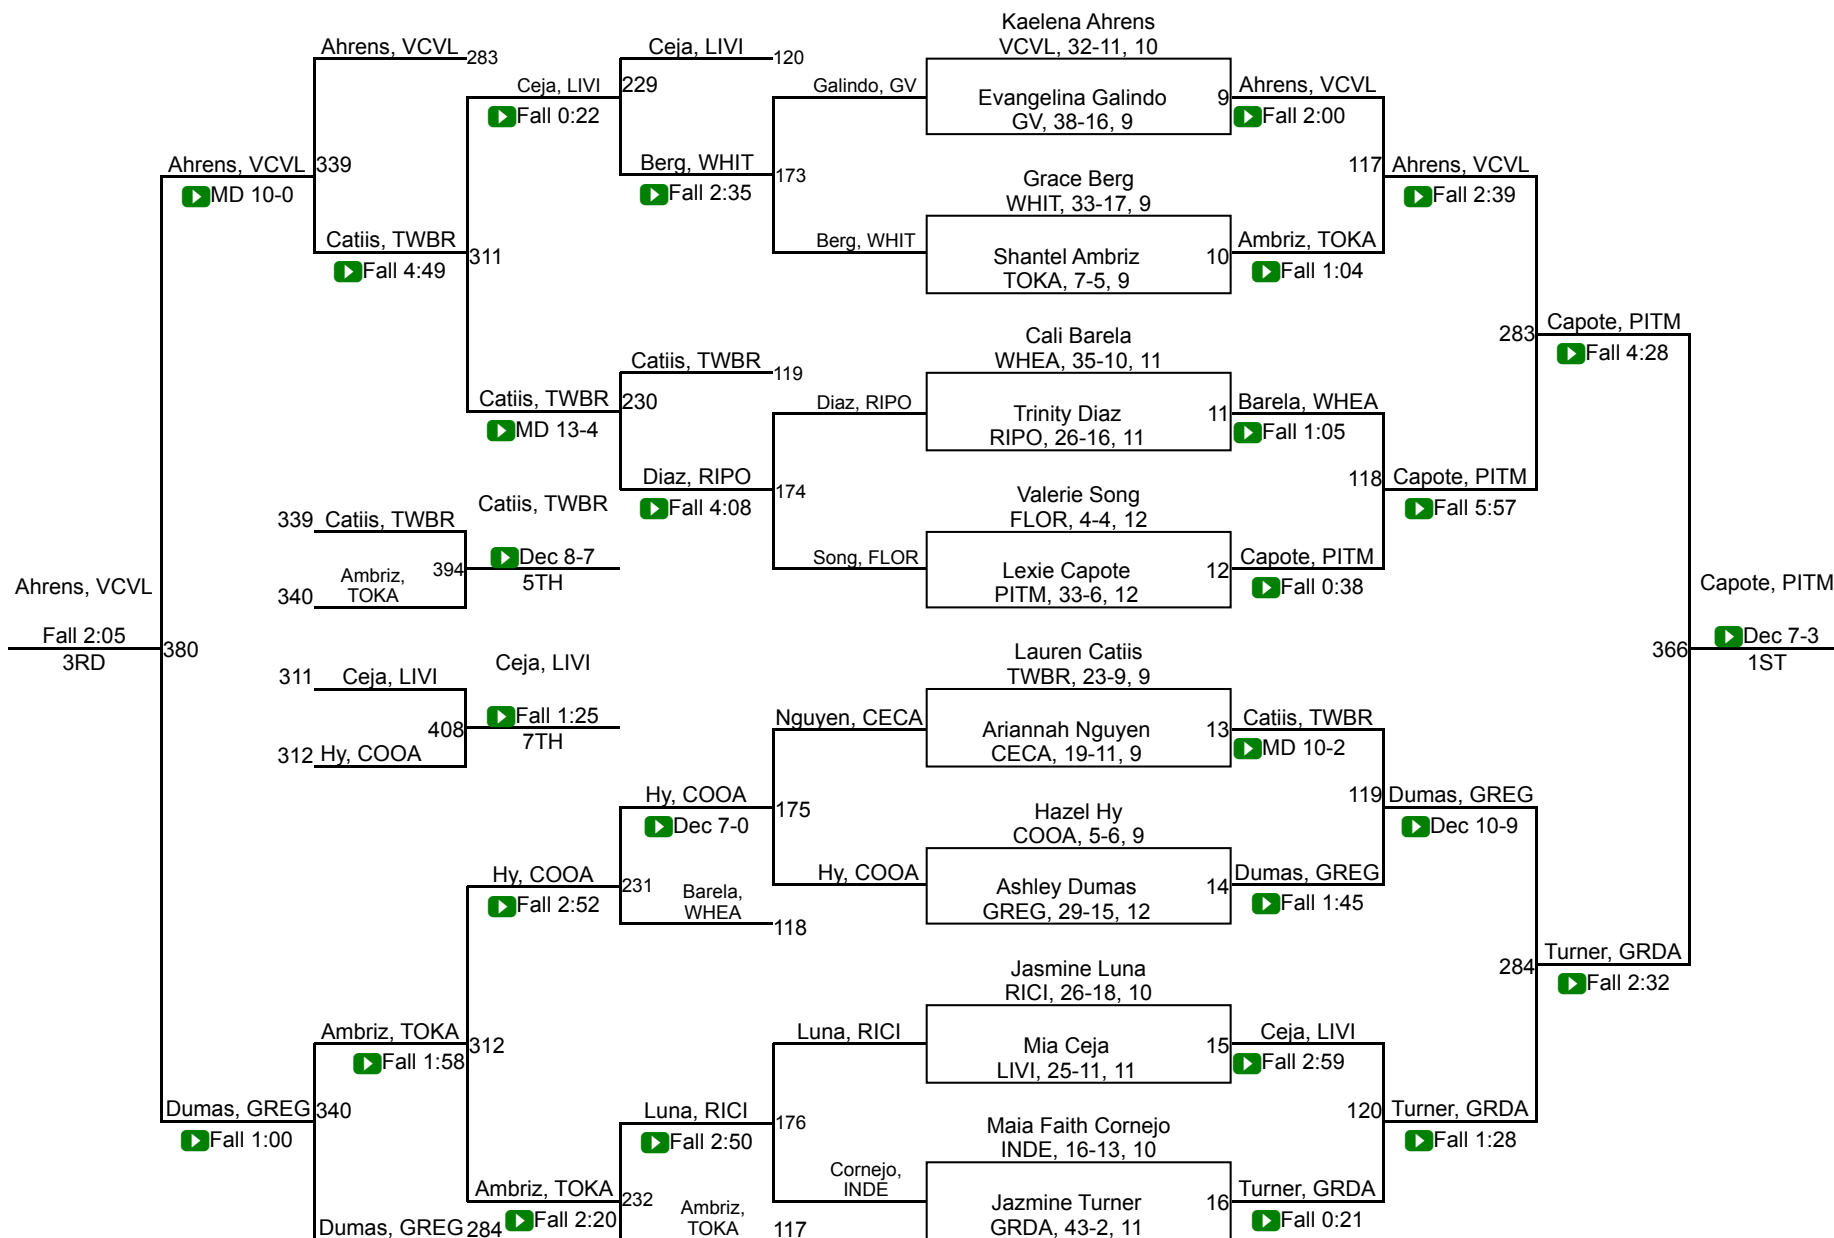 Kaelena Ahrens
VCVL, 32-11, 10
Ahrens, VCVL
283
Ceja, LIVI
120
Ceja, LIVI
229
Fall 0:22
Galindo, GV
Evangelina Galindo
GV, 38-16, 9
9
Ahrens, VCVL
Fall 2:00
Ahrens, VCVL
339
MD 10-0
Berg, WHIT
173
Fall 2:35
Grace Berg
WHIT, 33-17, 9
117
Ahrens, VCVL
Fall 2:39
Catiis, TWBR
311
Fall 4:49
Berg, WHIT
Shantel Ambriz
TOKA, 7-5, 9
10
Ambriz, TOKA
Fall 1:04
Cali Barela
WHEA, 35-10, 11
283
Capote, PITM
Fall 4:28
Catiis, TWBR
119
Catiis, TWBR
230
MD 13-4
Diaz, RIPO
Trinity Diaz
RIPO, 26-16, 11
11
Barela, WHEA
Fall 1:05
Diaz, RIPO
174
Fall 4:08
Valerie Song
FLOR, 4-4, 12
118
Capote, PITM
Fall 5:57
Catiis, TWBR
339
Catiis, TWBR
394
Dec 8-7
5TH
340
Ambriz,
TOKA
Song, FLOR
Lexie Capote
PITM, 33-6, 12
12
Capote, PITM
Fall 0:38
Ahrens, VCVL
Fall 2:05
3RD
380
Capote, PITM
366
Dec 7-3
1ST
Ceja, LIVI
311
Ceja, LIVI
408
Fall 1:25
7TH
312
Hy, COOA
Lauren Catiis
TWBR, 23-9, 9
Nguyen, CECA
Ariannah Nguyen
CECA, 19-11, 9
13
Catiis, TWBR
MD 10-2
Hy, COOA
175
Dec 7-0
Hazel Hy
COOA, 5-6, 9
119
Dumas, GREG
Dec 10-9
Hy, COOA
231
Fall 2:52
Barela,
WHEA
118
Hy, COOA
Ashley Dumas
GREG, 29-15, 12
14
Dumas, GREG
Fall 1:45
Jasmine Luna
RICI, 26-18, 10
284
Turner, GRDA
Fall 2:32
Ambriz, TOKA
312
Fall 1:58
Luna, RICI
Mia Ceja
LIVI, 25-11, 11
15
Ceja, LIVI
Fall 2:59
Dumas, GREG
340
Fall 1:00
Luna, RICI
176
Fall 2:50
Maia Faith Cornejo
INDE, 16-13, 10
120
Turner, GRDA
Fall 1:28
Ambriz, TOKA
232
Fall 2:20
Cornejo,
INDE
Jazmine Turner
GRDA, 43-2, 11
16
Turner, GRDA
Fall 0:21
Dumas, GREG
284
Ambriz,
TOKA
117